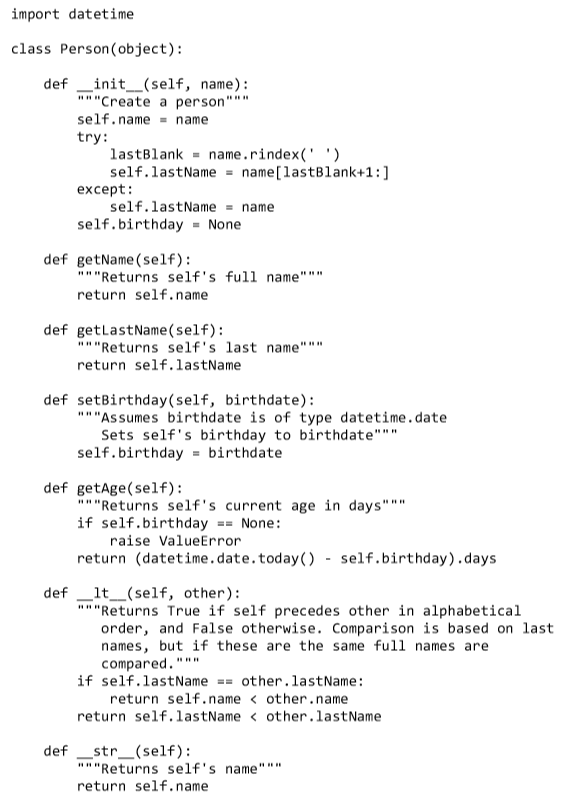 import datetime
class Person(object):
def __init__(self, name):
"""Create a person"""
self.name = name
try:
lastBlank = name.rindex(' ')
self.lastName = name[lastBlank+1:]
except:
self.lastName = name
self.birthday = None
def getName(self):
"""Returns self's full name"""
return self.name
def getLastName(self):
"""Returns self's last name"""
return self.lastName
def setBirthday(self, birthdate):
"""Assumes birthdate is of type datetime.date
Sets self's birthday to birthdate"""
self.birthday = birthdate
def getAge(self):
"""Returns self's current age in days"""
if self.birthday == None:
raise ValueError
return (datetime.date.today() - self.birthday).days
def __lt__(self, other):
"""Returns True if self precedes other in alphabetical
order, and False otherwise. Comparison is based on last
names, but if these are the same full names are
compared."""
if self.lastName == other.lastName:
return self.name < other.name
return self.lastName < other.lastName
def __str__(self):
"""Returns self's name"""
return self.name